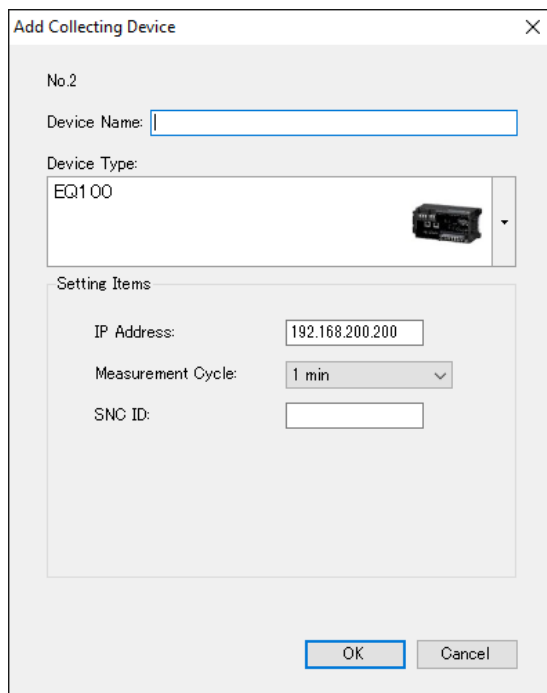 Add Collecting Device
No.2
Device Name:
Device Type:
EQ100
Setting Items
IP Address: 192.168.200.200
Measurement Cycle: 1 min
SNC ID:
OK Cancel